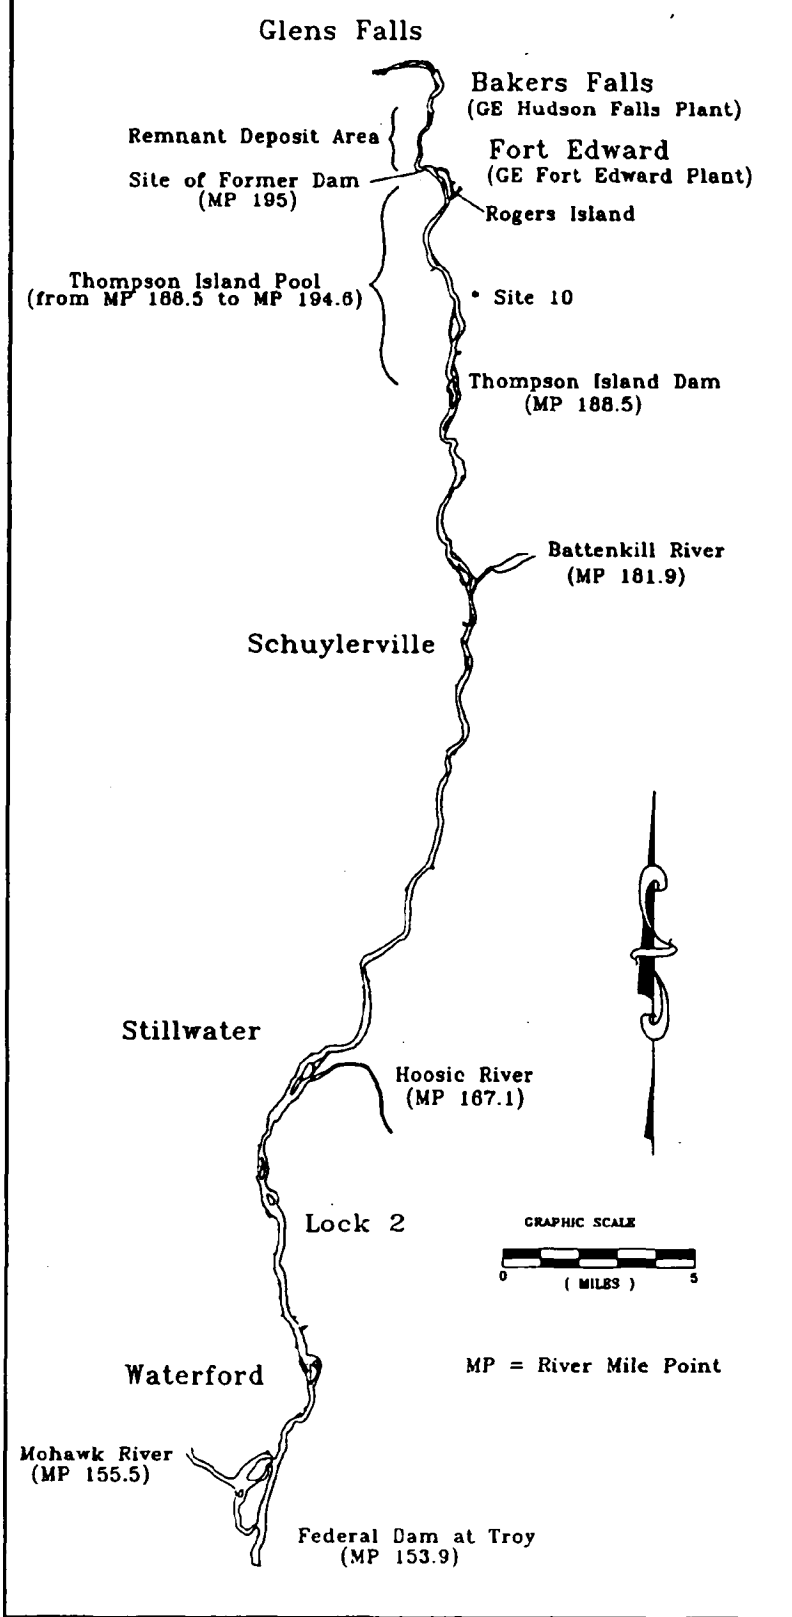 Glens Falls
Bakers Falls
(GE Hudson Falls Plant)
Remnant Deposit Area
Fort Edward
(GE Fort Edward Plant)
Site of Former Dam
(MP 195)
Rogers Island
Thompson Island Pool
(from MP 188.5 to MP 194.6)
Site 10
Thompson Island Dam
(MP 188.5)
Battenkill River
(MP 181.9)
Schuylerville
Stillwater
Hoosic River
(MP 167.1)
Lock 2
GRAPHIC SCALE
0 5
( MILES )
Waterford
MP = River Mile Point
Mohawk River
(MP 155.5)
Federal Dam at Troy
(MP 153.9)